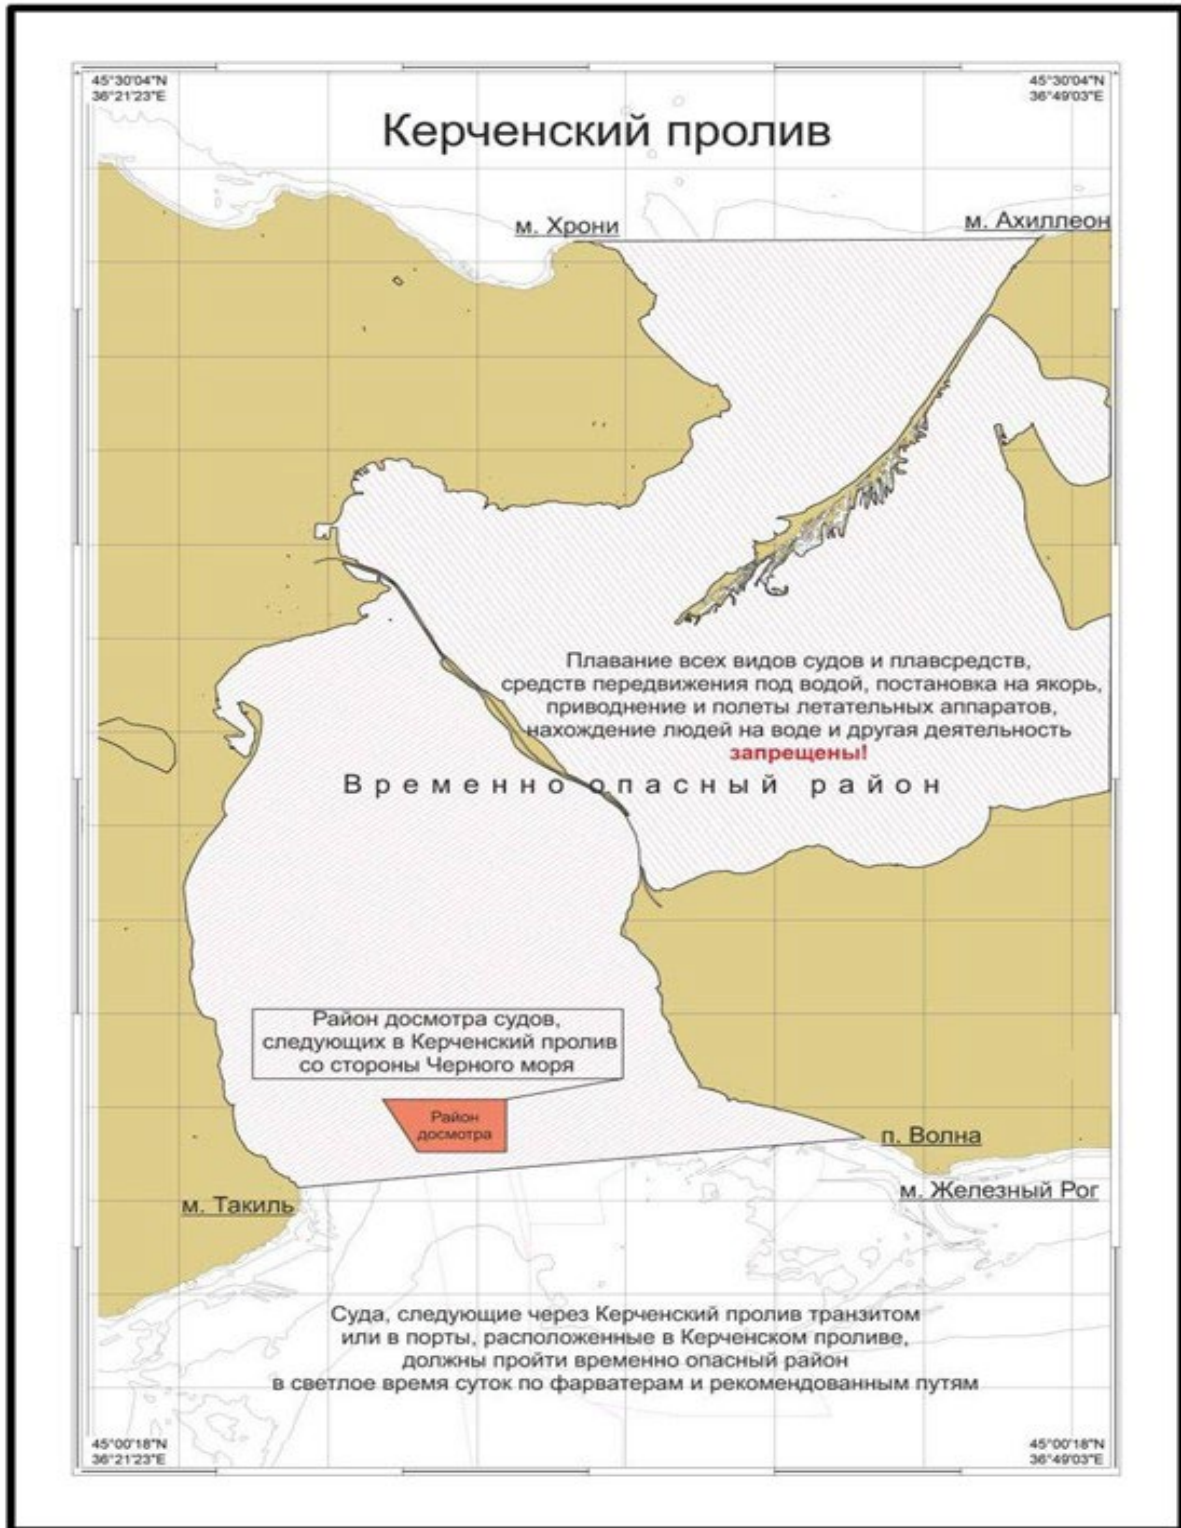 45°30'04"N
36°21'23"E
45°30'04"N
36°49'03"E
Керченский пролив
м. Хрони
м. Ахиллеон
Плавание всех видов судов и плавсредств,
средств передвижения под водой, постановка на якорь,
приводнение и полеты летательных аппаратов,
нахождение людей на воде и другая деятельность
запрещены!
Временно опасный район
Район досмотра судов,
следующих в Керченский пролив
со стороны Черного моря
Район
досмотра
п. Волна
м. Железный Рог
м. Такиль
Суда, следующие через Керченский пролив транзитом
или в порты, расположенные в Керченском проливе,
должны пройти временно опасный район
в светлое время суток по фарватерам и рекомендованным путям
45°00'18"N
36°21'23"E
45°00'18"N
36°49'03"E